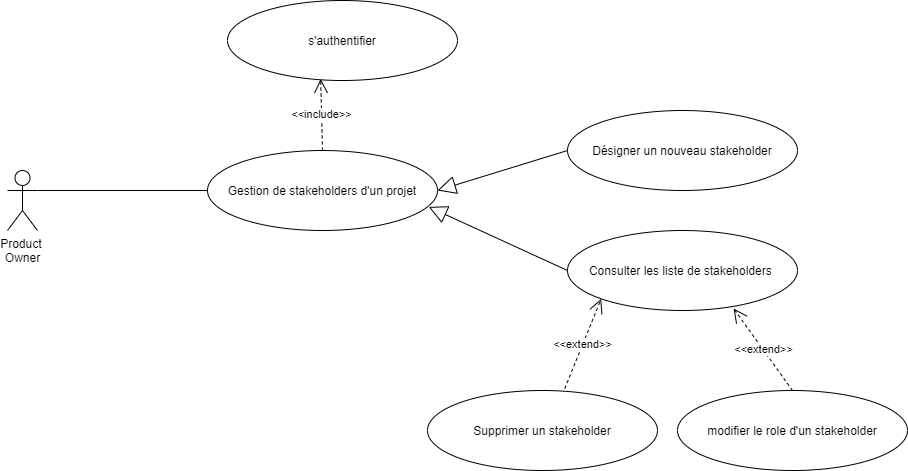 s'authentifier
<<include>>
Désigner un nouveau stakeholder
Gestion de stakeholders d'un projet
Product
Owner
Consulter les liste de stakeholders
<<extend>>
<<extend>>
Supprimer un stakeholder
modifier le role d'un stakeholder